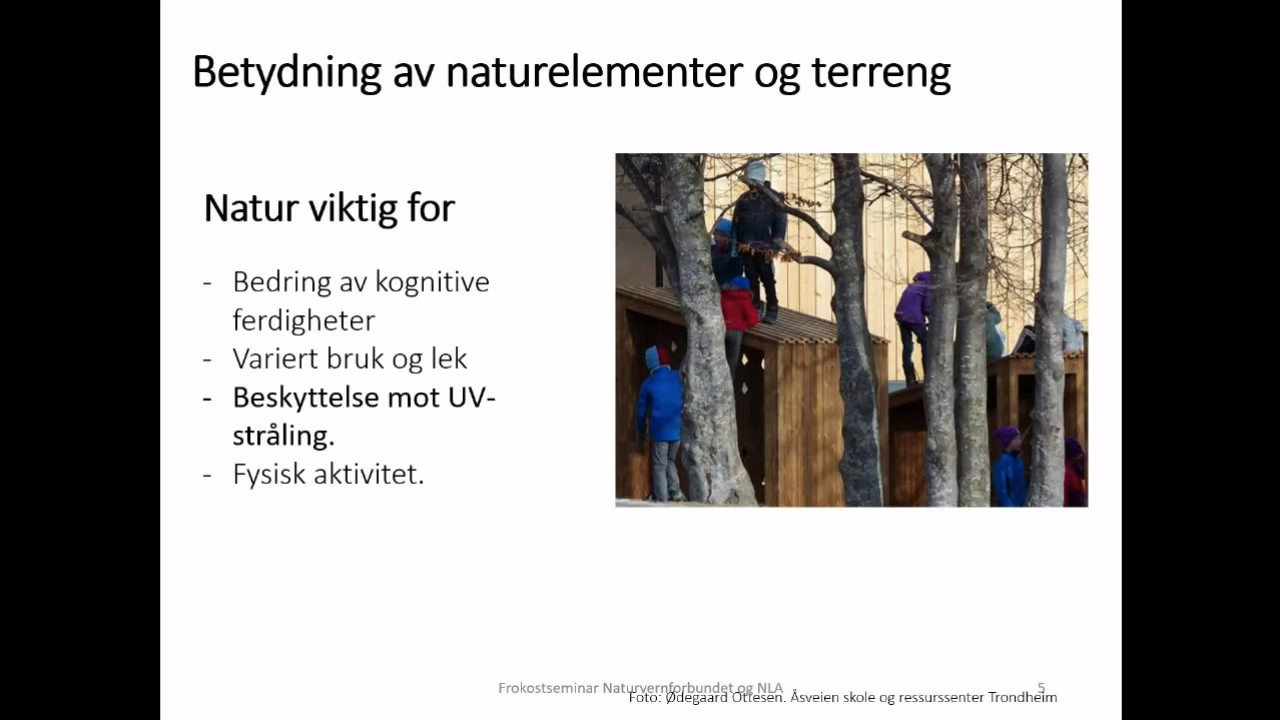 Betydning av naturelementer og terreng
Natur viktig for
- Bedring av kognitive
ferdigheter
- Variert bruk og lek
- Beskyttelse mot UV-
stråling.
- Fysisk aktivitet.
Frokostseminar Naturvernforbundet og NLA
5
Foto: Ødegaard Ottesen. Åsveien skole og ressurssenter Trondheim